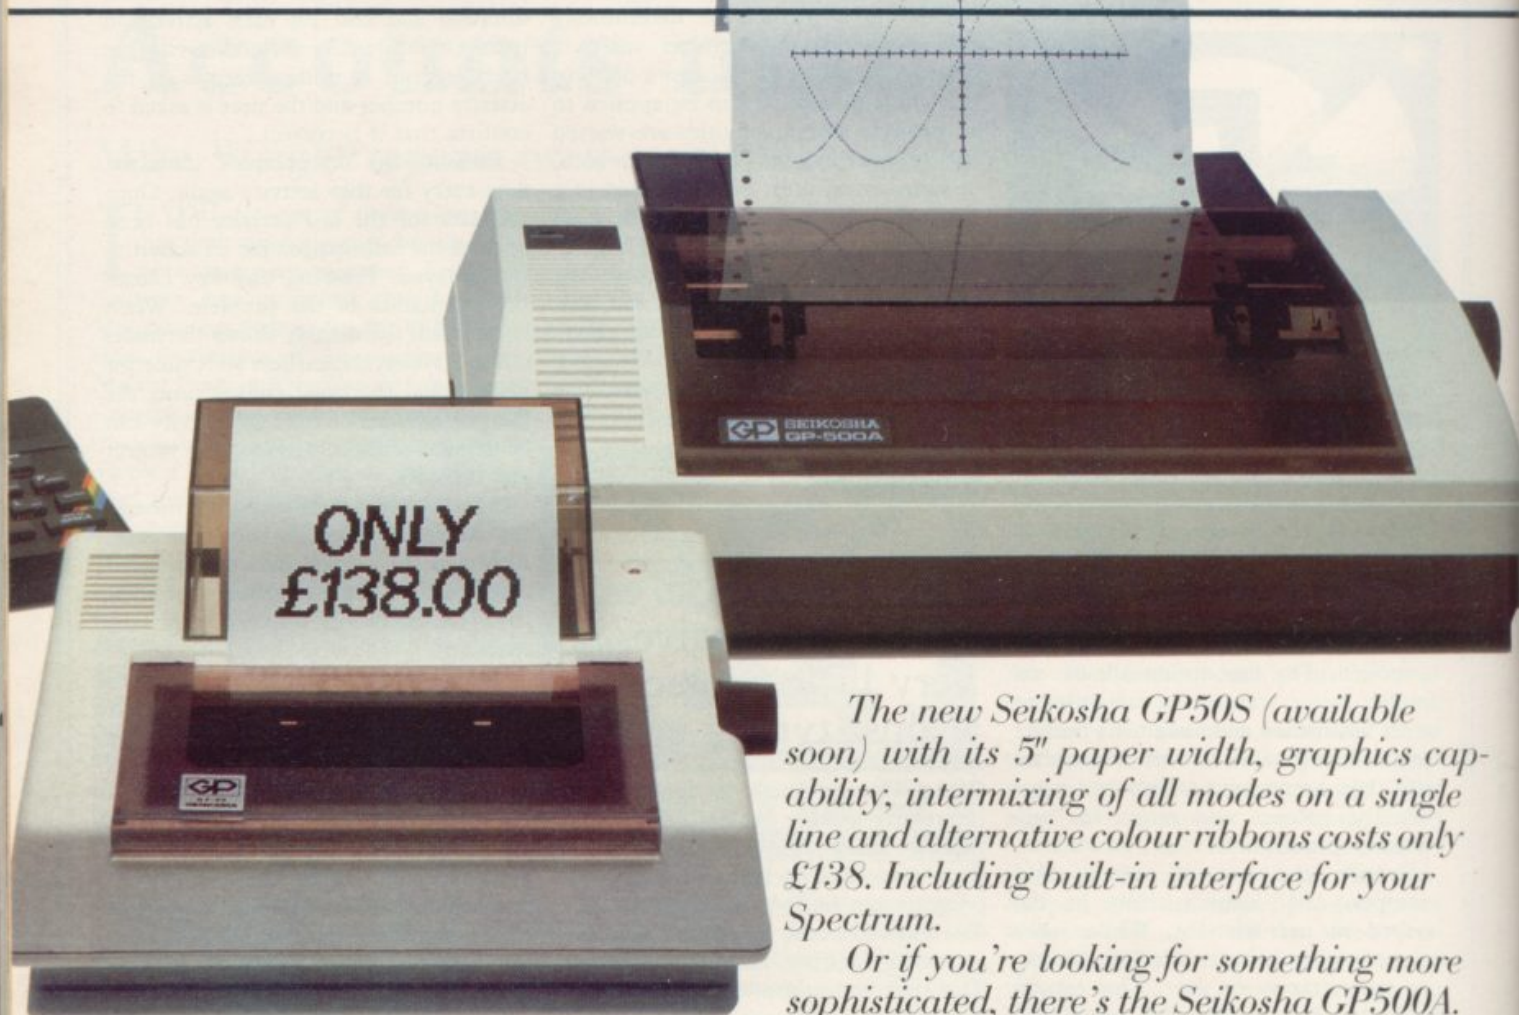 GP SEIKOSHA
GP-500A
ONLY
£138.00
GP
The new Seikosha GP50S (available
soon) with its 5" paper width, graphics cap-
ability, intermixing of all modes on a single
line and alternative colour ribbons costs only
£138. Including built-in interface for your
Spectrum.
Or if you're looking for something more
sophisticated, there's the Seikosha GP500A.